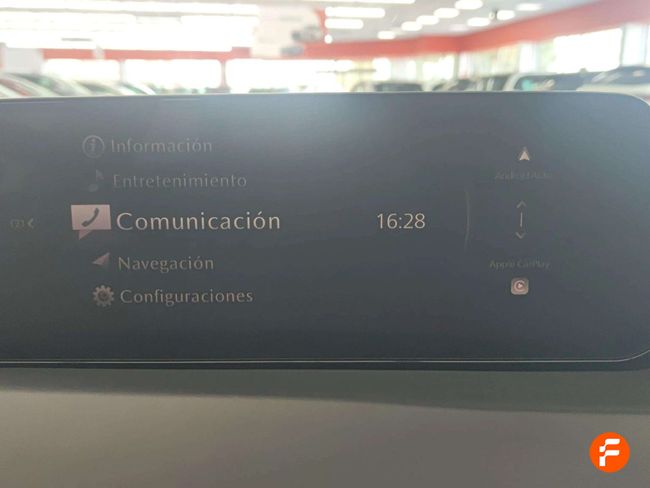 Información
Entretenimiento
Comunicación
16:28
Navegación
Configuraciones
Android Auto
Apple CarPlay